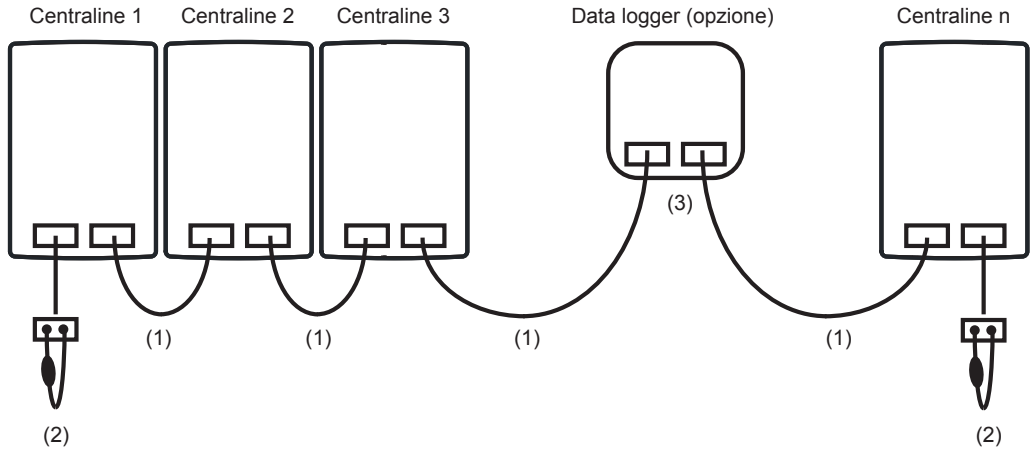 Centraline 1
Centraline 2
Centraline 3
Data logger (opzione)
Centraline n
(3)
(1)
(1)
(1)
(1)
(2)
(2)